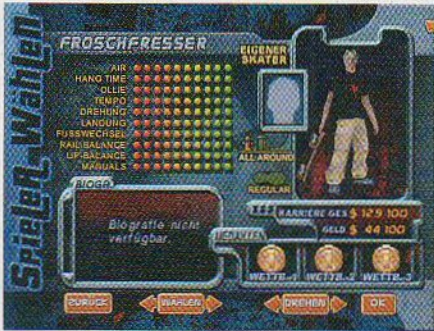 Spieler Wählen
FROSCHFRESSER
EIGENER
SKATER
AIR
HANG TIME
OLLIE
TEMPO
DREHUNG
LANDUNG
FUSSWECHSEL
RAIL-BALANCE
LIP-BALANCE
MANUALS
ALL AROUND
REGULAR
BIOGR.
Biografie nicht
verfügbar.
KARRIERE GES $ 129 100
GELD $ 44 100
WETTB. 1 WETTB. 2 WETTB. 3
ZURÜCK WÄHLEN DREHEN OK